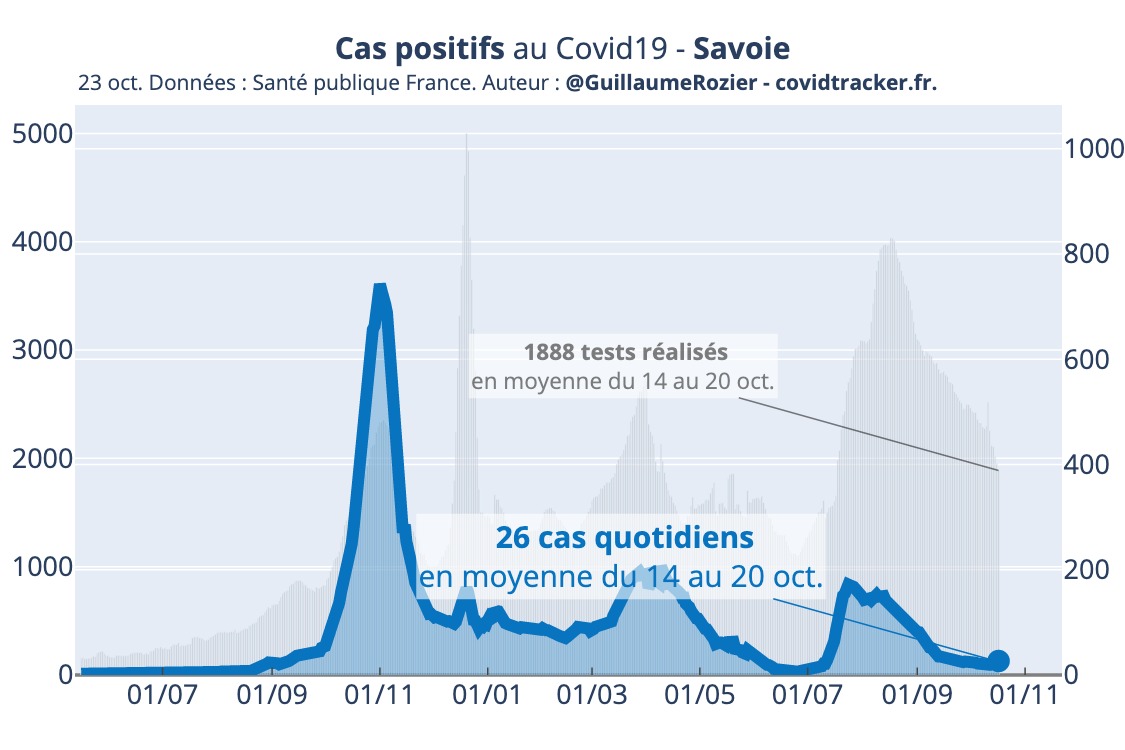 Cas positifs au Covid19 - Savoie
23 oct. Données : Santé publique France. Auteur : @GuillaumeRozier - covidtracker.fr.
5000
1000
4000
800
3000
600
1888 tests réalisés
en moyenne du 14 au 20 oct.
2000
400
26 cas quotidiens
en moyenne du 14 au 20 oct.
1000
200
0
0
01/07 01/09 01/11 01/01 01/03 01/05 01/07 01/09 01/11